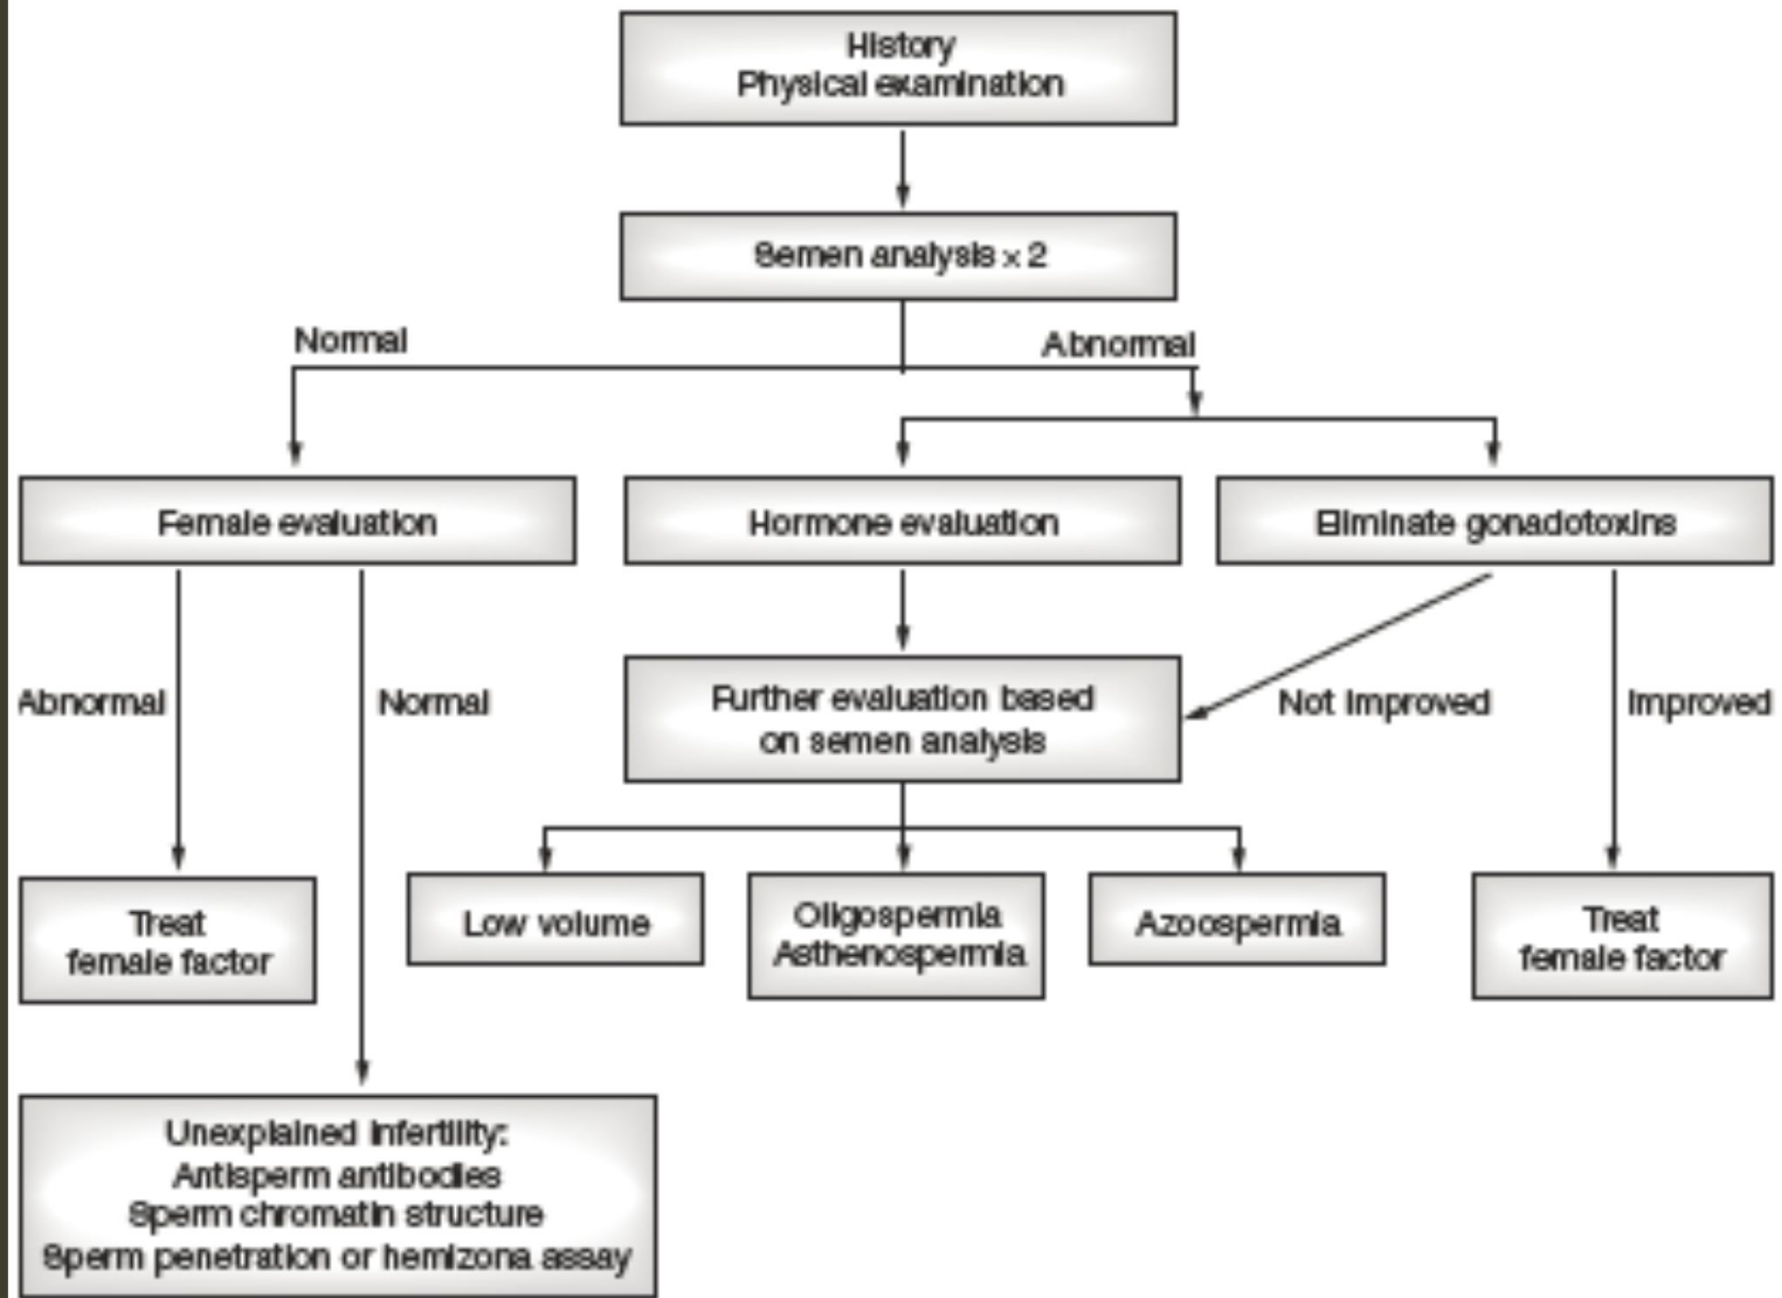 History
Physical examination
Semen analysis x 2
Normal
Abnormal
Female evaluation
Hormone evaluation
Eliminate gonadotoxins
Abnormal
Normal
Further evaluation based
on semen analysis
Not Improved
Improved
Treat
female factor
Low volume
Oligospermia
Asthenospermia
Azoospermia
Treat
female factor
Unexplained infertility:
Antisperm antibodies
Sperm chromatin structure
Sperm penetration or hemizona assay